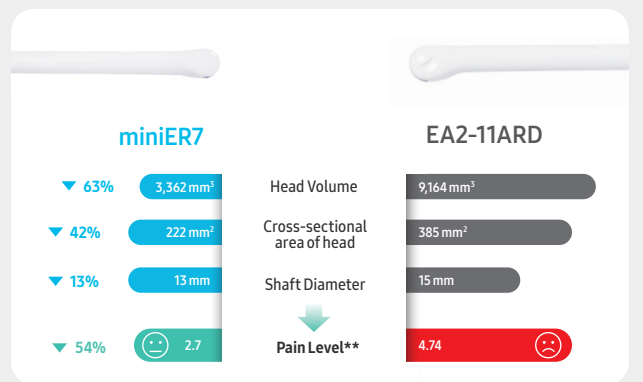 miniER7
EA2-11ARD
▼ 63%
3,362 mm³
Head Volume
9,164 mm³
▼ 42%
222 mm²
Cross-sectional
area of head
385 mm²
▼ 13%
13 mm
Shaft Diameter
15 mm
▼ 54%
2.7
Pain Level**
4.74